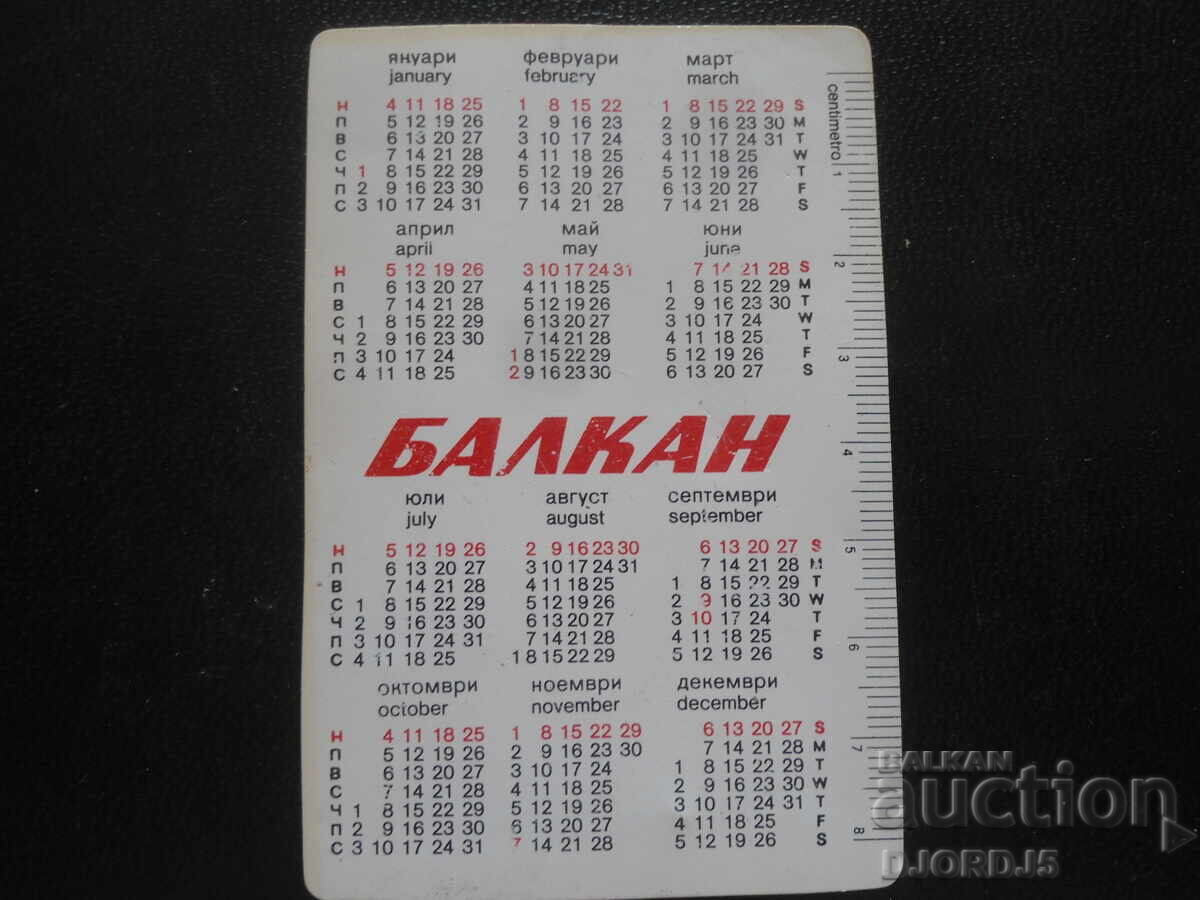 януари февруари март
january february march
Н 4 11 18 25 1 8 15 22 1 8 15 22 29 S
П 5 12 19 26 2 9 16 23 2 9 16 23 30 M
В 6 13 20 27 3 10 17 24 3 10 17 24 31 T
С 7 14 21 28 4 11 18 25 4 11 18 25 W
Ч 1 8 15 22 29 5 12 19 26 5 12 19 26 T
П 2 9 16 23 30 6 13 20 27 6 13 20 27 F
С 3 10 17 24 31 7 14 21 28 7 14 21 28 S
април май юни
april may june
Н 5 12 19 26 3 10 17 24 31 7 14 21 28 S
П 6 13 20 27 4 11 18 25 1 8 15 22 29 M
В 7 14 21 28 5 12 19 26 2 9 16 23 30 T
С 1 8 15 22 29 6 13 20 27 3 10 17 24 W
Ч 2 9 16 23 30 7 14 21 28 4 11 18 25 T
П 3 10 17 24 1 8 15 22 29 5 12 19 26 F
С 4 11 18 25 2 9 16 23 30 6 13 20 27 S
БАЛКАН
юли август септември
july august september
Н 5 12 19 26 2 9 16 23 30 6 13 20 27 S
П 6 13 20 27 3 10 17 24 31 7 14 21 28 M
В 7 14 21 28 4 11 18 25 1 8 15 22 29 T
С 1 8 15 22 29 5 12 19 26 2 9 16 23 30 W
Ч 2 9 16 23 30 6 13 20 27 3 10 17 24 T
П 3 10 17 24 31 7 14 21 28 4 11 18 25 F
С 4 11 18 25 1 8 15 22 29 5 12 19 26 S
октомври ноември декември
october november december
Н 4 11 18 25 1 8 15 22 29 6 13 20 27 S
П 5 12 19 26 2 9 16 23 30 7 14 21 28 M
В 6 13 20 27 3 10 17 24 1 8 15 22 29 T
С 7 14 21 28 4 11 18 25 2 9 16 23 30 W
Ч 1 8 15 22 29 5 12 19 26 3 10 17 24 31 T
П 2 9 16 23 30 6 13 20 27 4 11 18 25 F
С 3 10 17 24 31 7 14 21 28 5 12 19 26 S
centimetro 1 2 3 4 5 6 7 8
BALKAN
auction
DJORDJ5